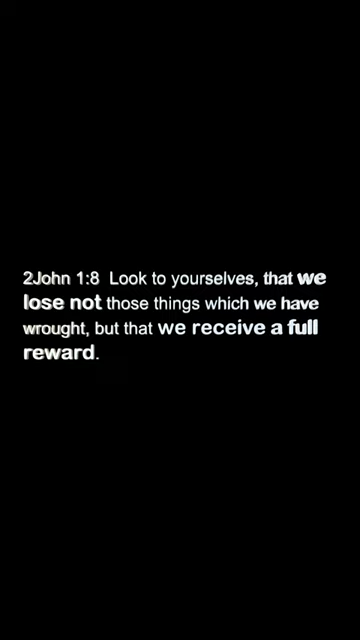 2John 1:8  Look to yourselves, that we
lose not those things which we have
wrought, but that we receive a full
reward.